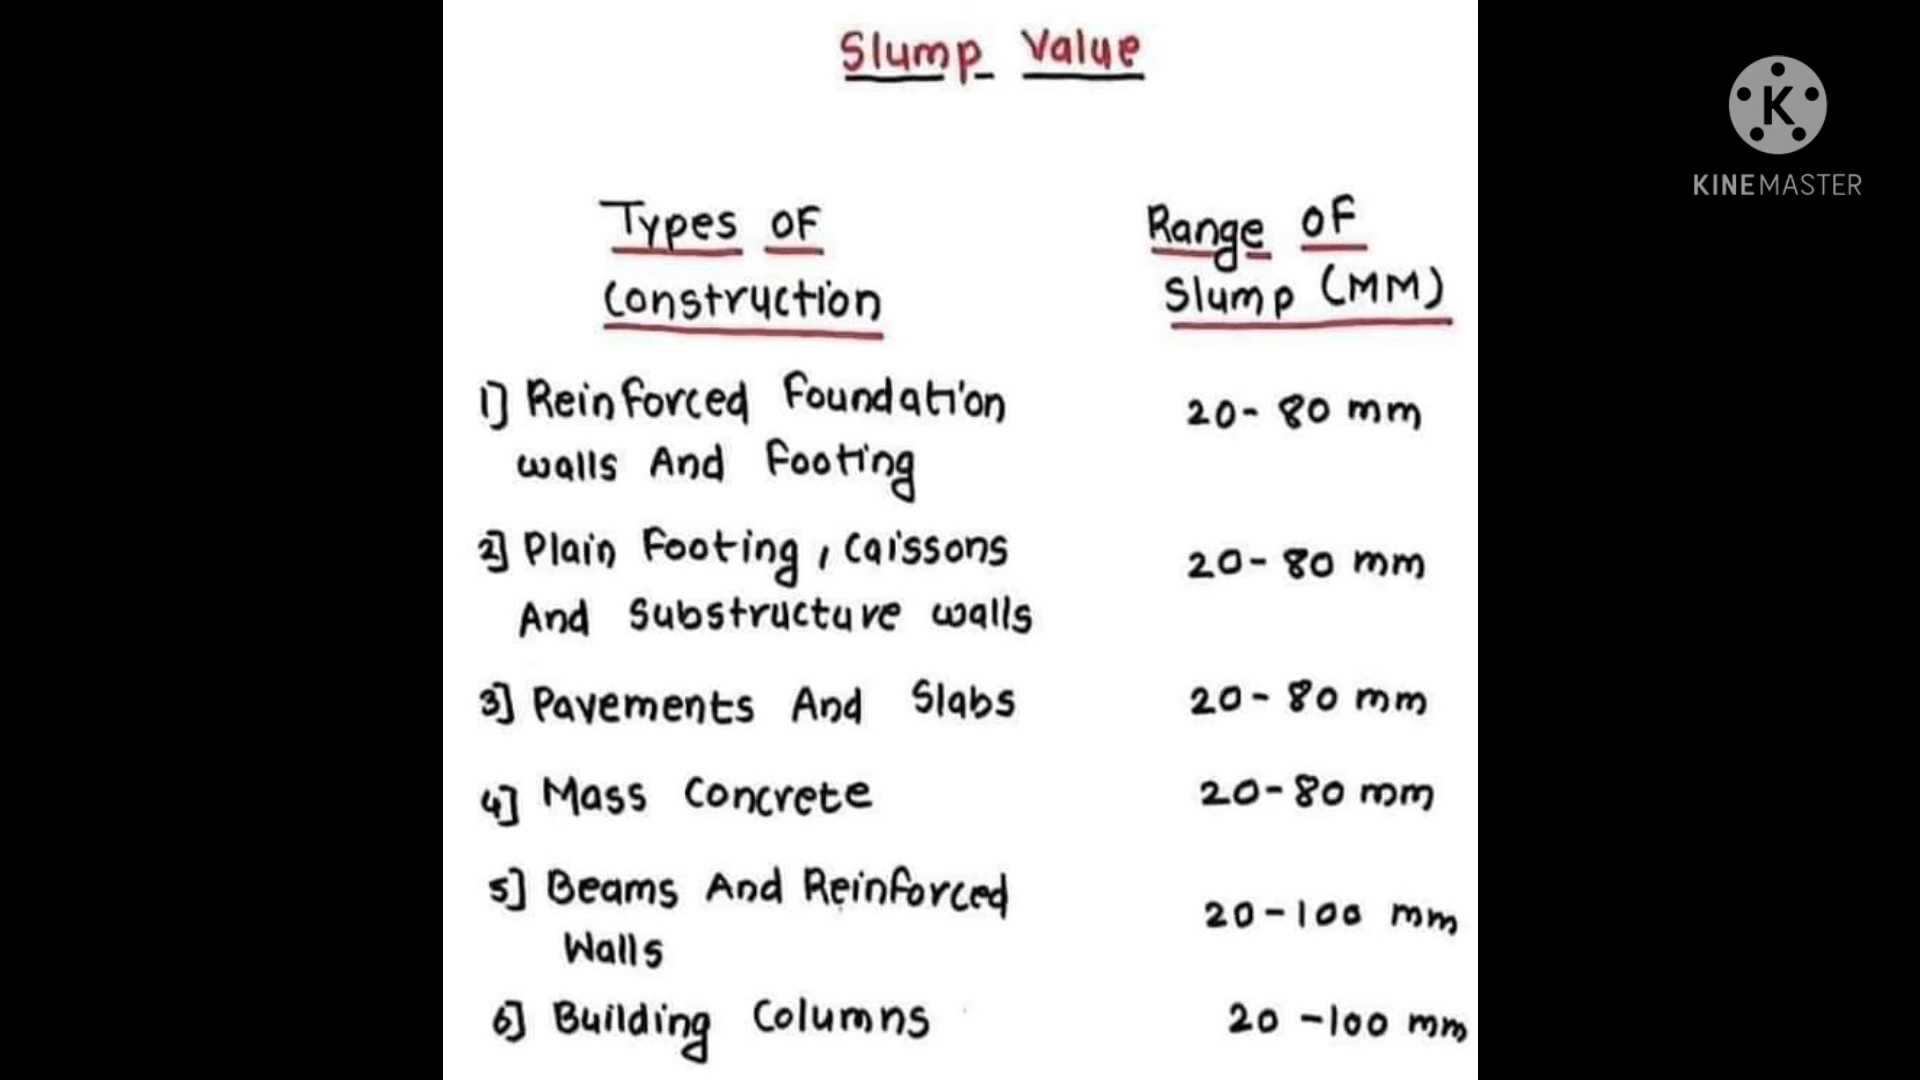 Slump Value
Types OF
Construction
Range OF
Slump (MM)
1] Reinforced Foundation
walls And Footing
20- 80 mm
2] Plain Footing, Caissons
And Substructure walls
20- 80 mm
3] Pavements And Slabs
20- 80 mm
4] Mass Concrete
20-80 mm
5] Beams And Reinforced
Walls
20-100 mm
6] Building Columns
20 -100 mm
K
KINEMASTER